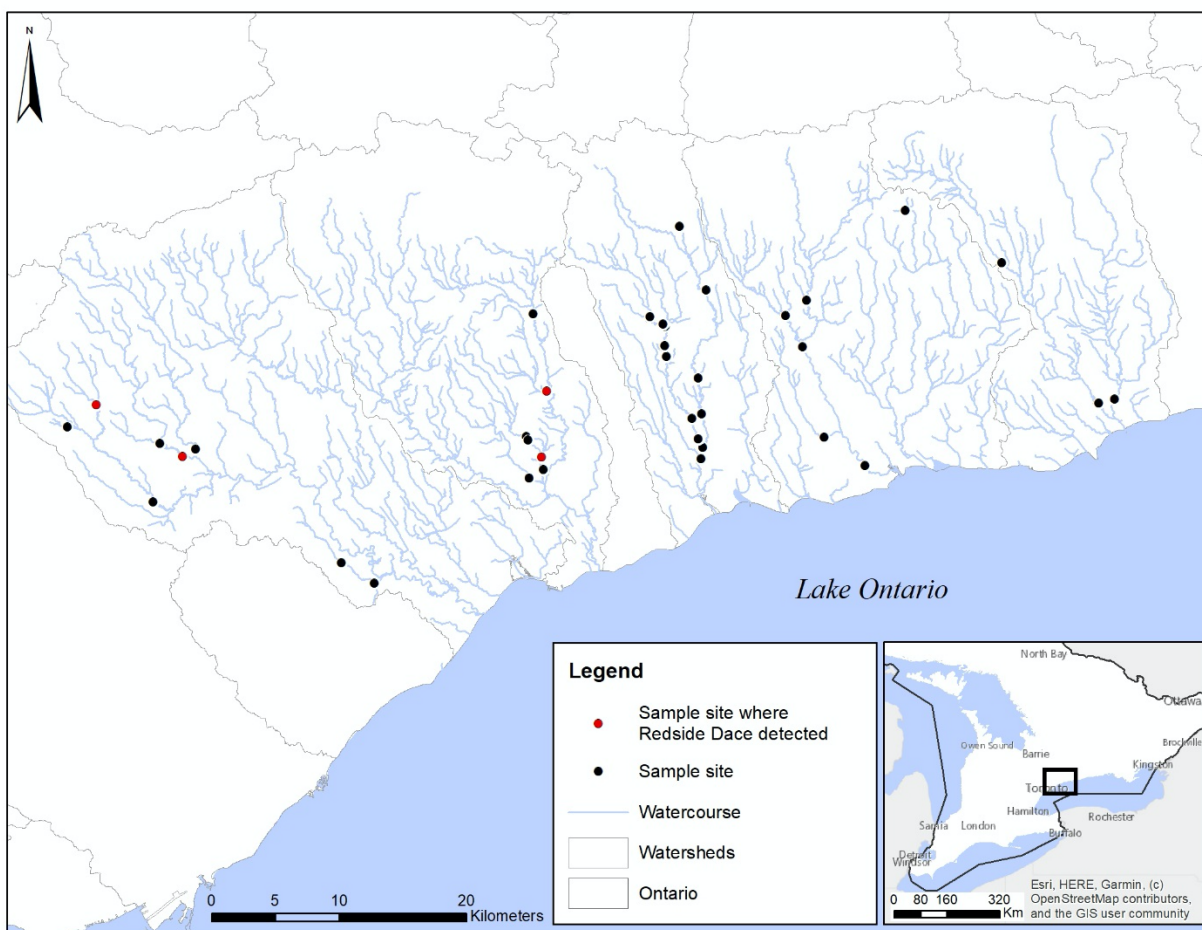 N
Lake Ontario
Legend
Sample site where
Redside Dace detected
Sample site
Watercourse
Watersheds
Ontario
0 5 10 20
Kilometers
North Bay
Ottawa
Owen Sound
Barrie
Brockville
Kingston
Toronto
Hamilton
Rochester
Sarnia
London
Buffalo
Detroit
Windsor
0 80 160 320
Km
Esri, HERE, Garmin, (c)
OpenStreetMap contributors,
and the GIS user community